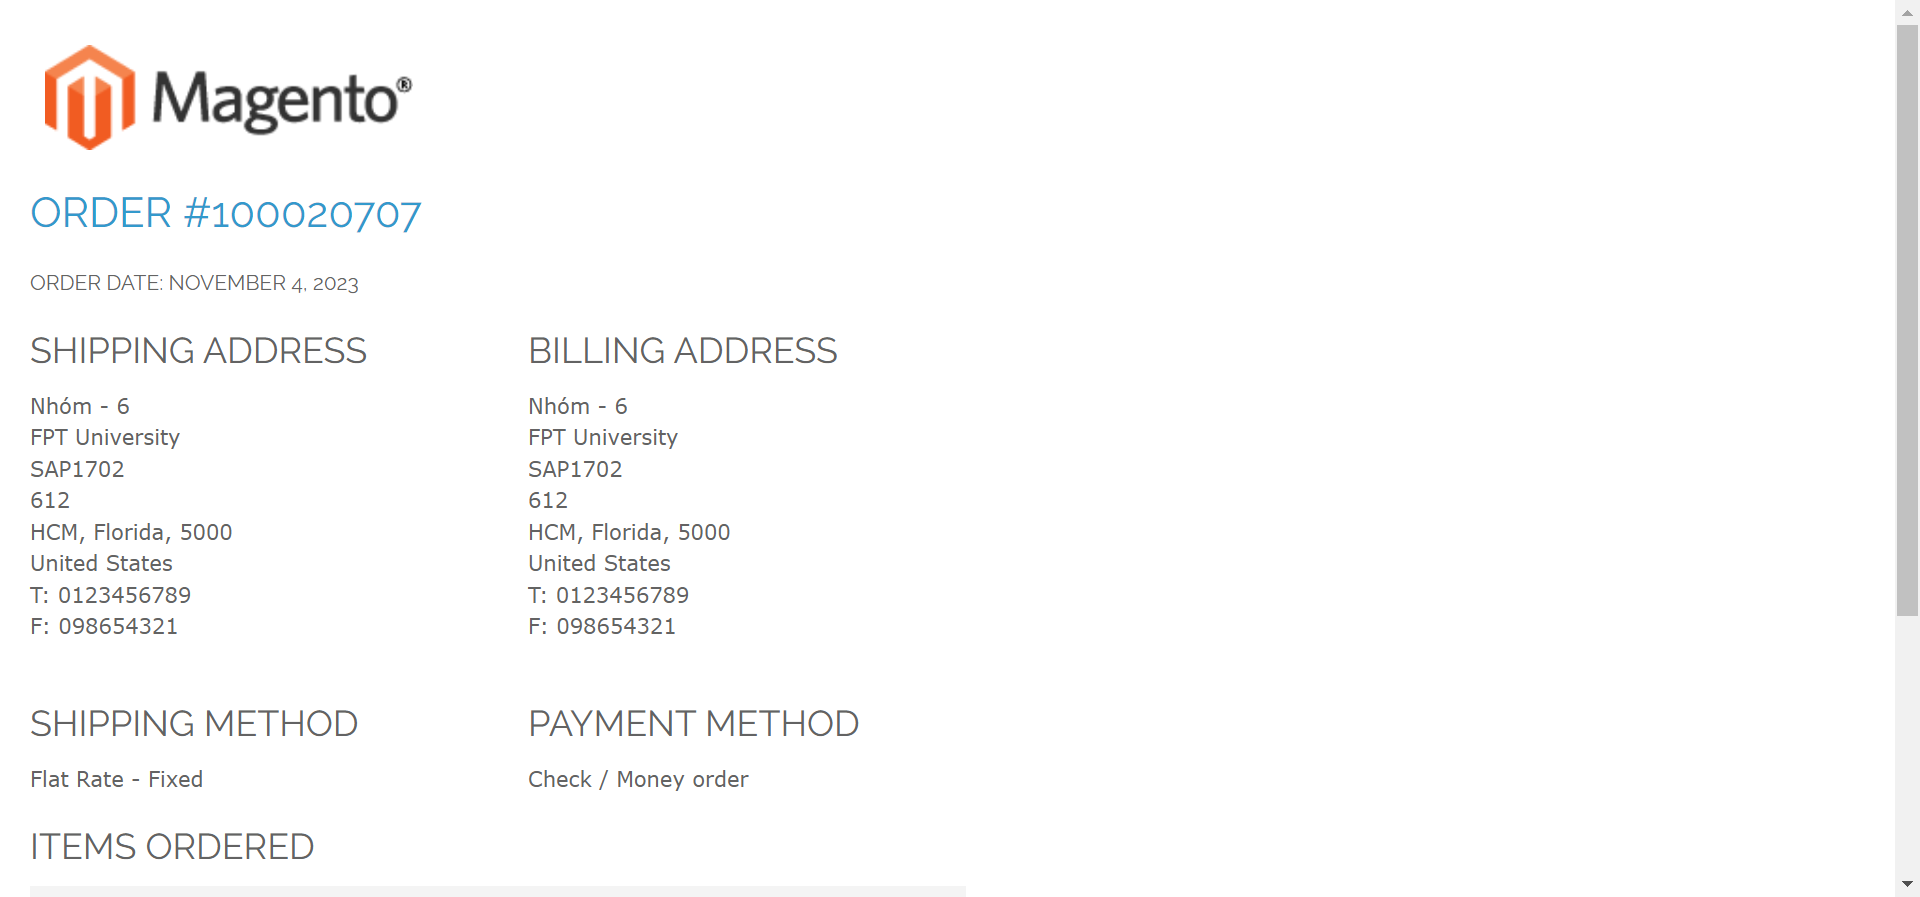 Magento®
ORDER #100020707
ORDER DATE: NOVEMBER 4, 2023
SHIPPING ADDRESS
Nhóm - 6
FPT University
SAP1702
612
HCM, Florida, 5000
United States
T: 0123456789
F: 098654321
BILLING ADDRESS
Nhóm - 6
FPT University
SAP1702
612
HCM, Florida, 5000
United States
T: 0123456789
F: 098654321
SHIPPING METHOD
Flat Rate - Fixed
PAYMENT METHOD
Check / Money order
ITEMS ORDERED